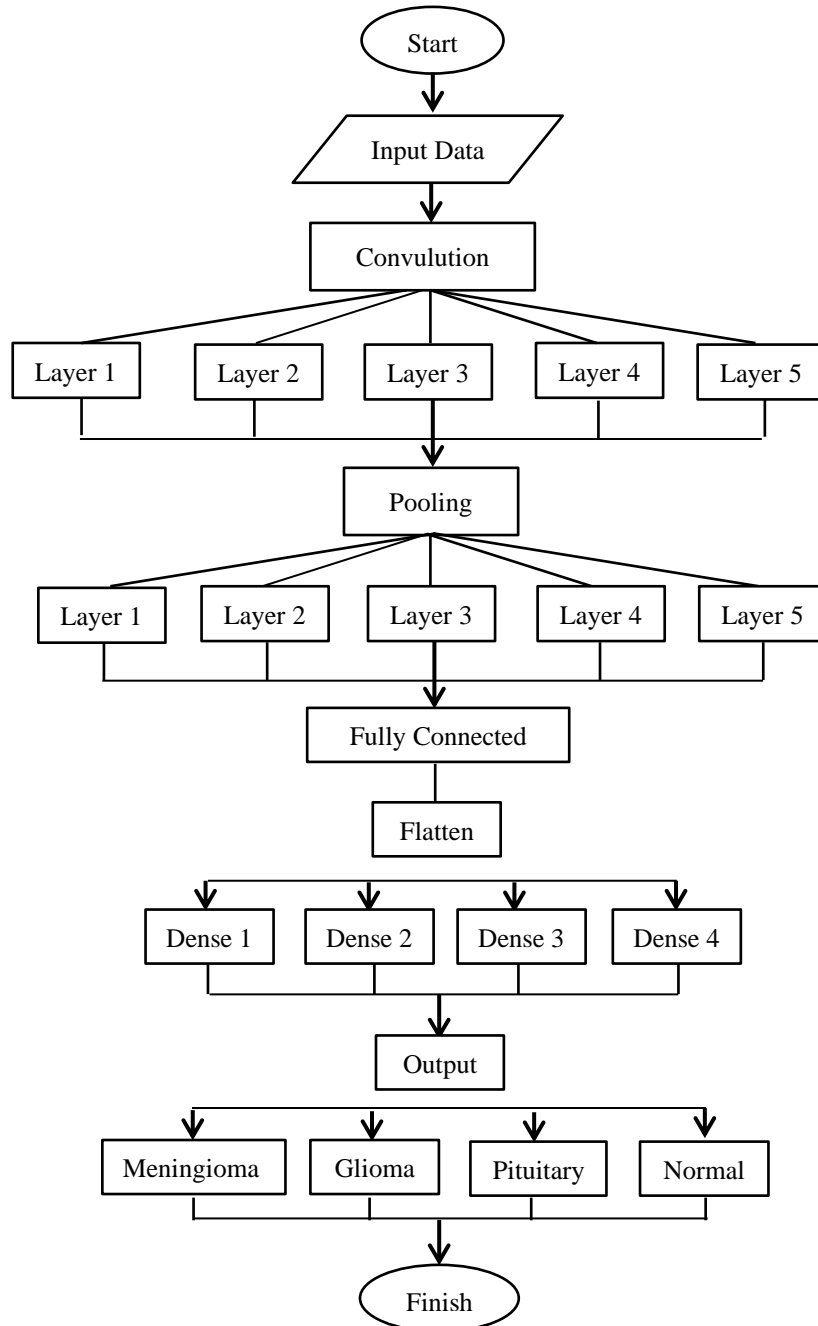 Start
Input Data
Convulution
Layer 1
Layer 2
Layer 3
Layer 4
Layer 5
Pooling
Layer 1
Layer 2
Layer 3
Layer 4
Layer 5
Fully Connected
Flatten
Dense 1
Dense 2
Dense 3
Dense 4
Output
Meningioma
Glioma
Pituitary
Normal
Finish